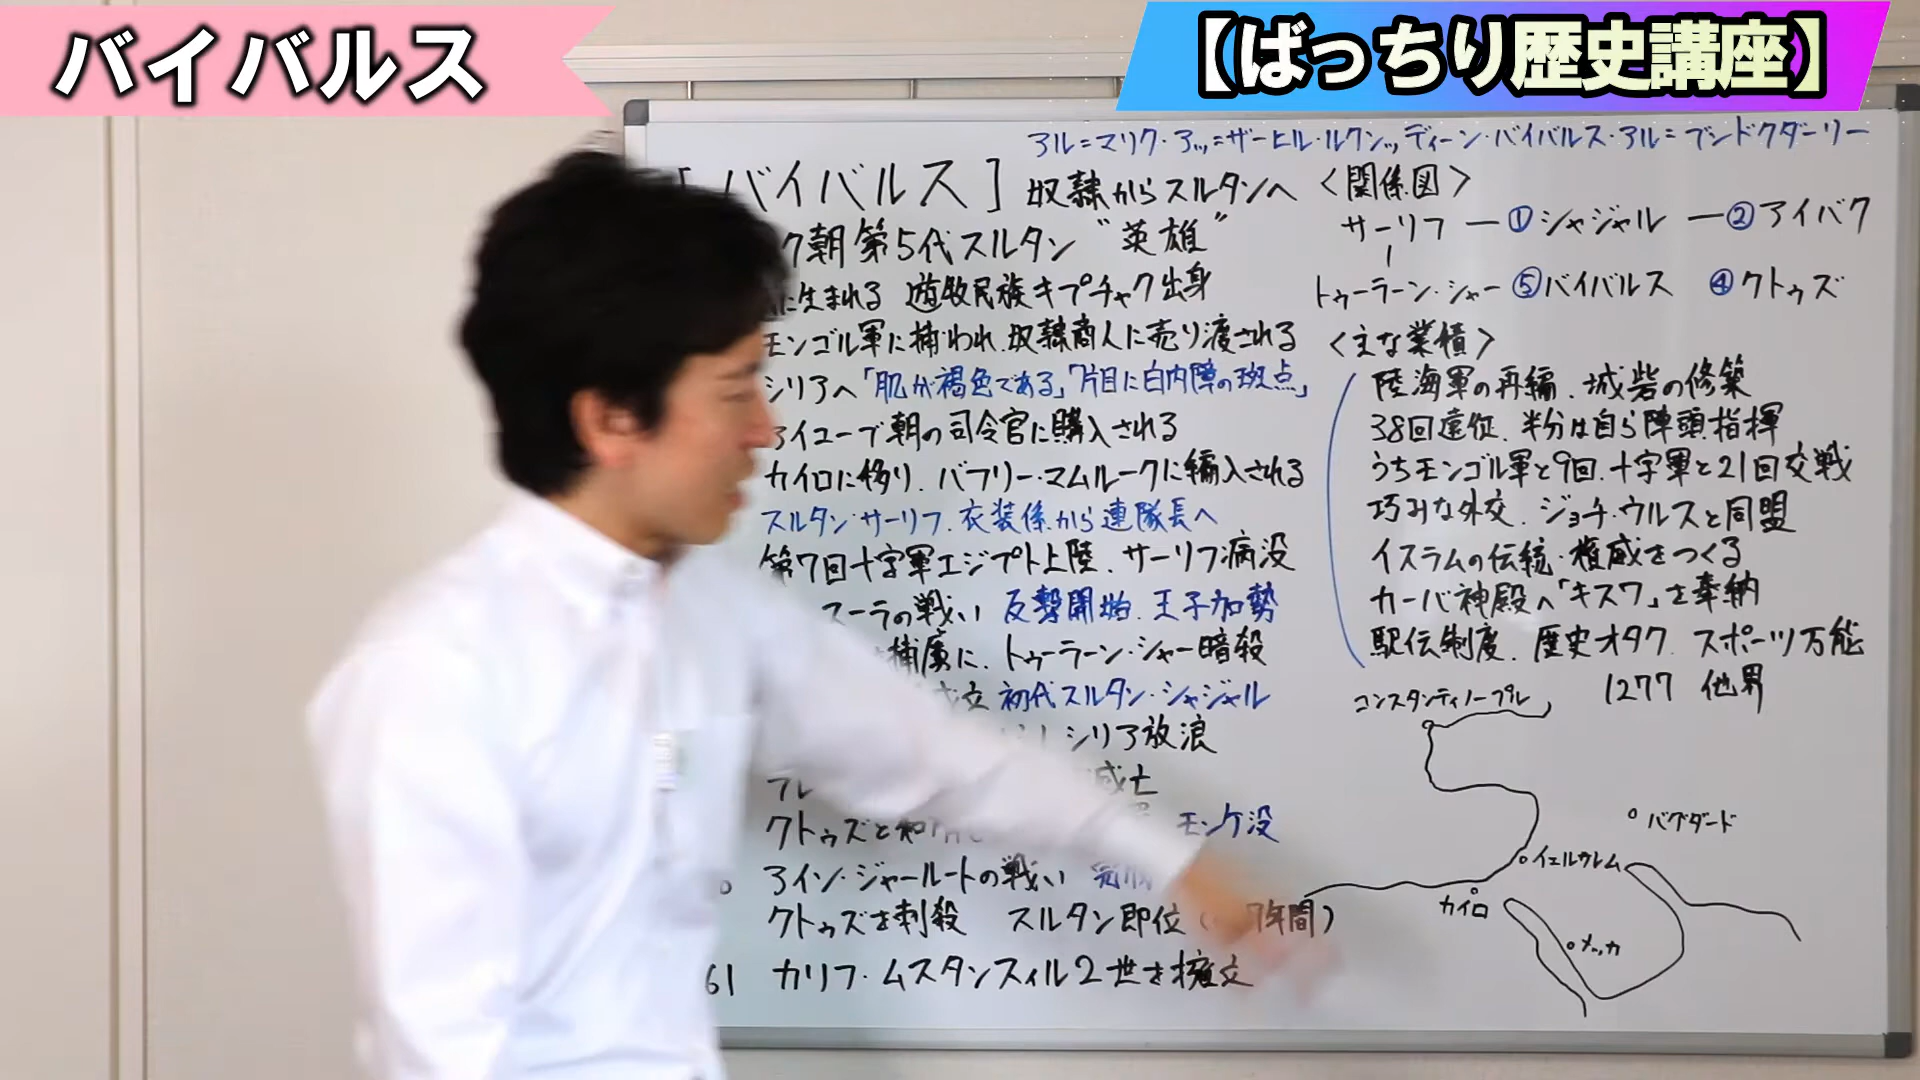 バイバルス
【ばっちり歴史講座】
アル=マリク・アッ=ザーヒル・ルクンッディーン・バイバルス・アル=ブンドクダーリー
[バイバルス] 奴隷からスルタンへ
ク朝第5代スルタン "英雄"
に生まれる 遊牧民族キプチャク出身
モンゴル軍に捕われ.奴隷商人に売り渡される
シリアへ「肌が褐色である」「片目に白内障の斑点」
アイユーブ朝の司令官に購入される
カイロに移り.バフリー・マムルークに編入される
スルタン・サーリフ.衣装係から連隊長へ
第7回十字軍エジプト上陸.サーリフ病没
スーラの戦い 反撃開始.王子加勢
捕虜に.トゥーラーン・シャー暗殺
成立 初代スルタン・シャジャル
シリア放浪
滅亡
クトゥズと和 モンケ没
アイン・ジャールートの戦い
クトゥズを刺殺 スルタン即位 (7年間)
61 カリフ・ムスタンスィル2世を擁立
<関係図>
サーリフ ― ①シャジャル ― ②アイバク
トゥーラーン・シャー ⑤バイバルス ④クトゥズ
<主な業績>
陸海軍の再編.城砦の修築
38回遠征.半分は自ら陣頭指揮
うちモンゴル軍と9回.十字軍と21回交戦
巧みな外交.ジョチ・ウルスと同盟
イスラムの伝統・権威をつくる
カーバ神殿へ「キスワ」を奉納
駅伝制度.歴史オタク.スポーツ万能
1277 他界
コンスタンティノープル
バグダード
イェルサレム
カイロ
メッカ